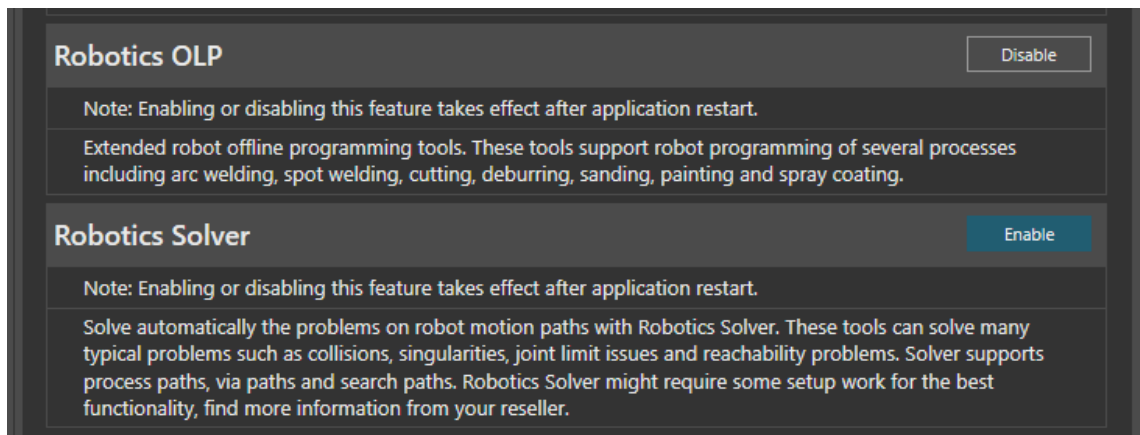 Robotics OLP
Disable
Note: Enabling or disabling this feature takes effect after application restart.
Extended robot offline programming tools. These tools support robot programming of several processes
including arc welding, spot welding, cutting, deburring, sanding, painting and spray coating.
Robotics Solver
Enable
Note: Enabling or disabling this feature takes effect after application restart.
Solve automatically the problems on robot motion paths with Robotics Solver. These tools can solve many
typical problems such as collisions, singularities, joint limit issues and reachability problems. Solver supports
process paths, via paths and search paths. Robotics Solver might require some setup work for the best
functionality, find more information from your reseller.